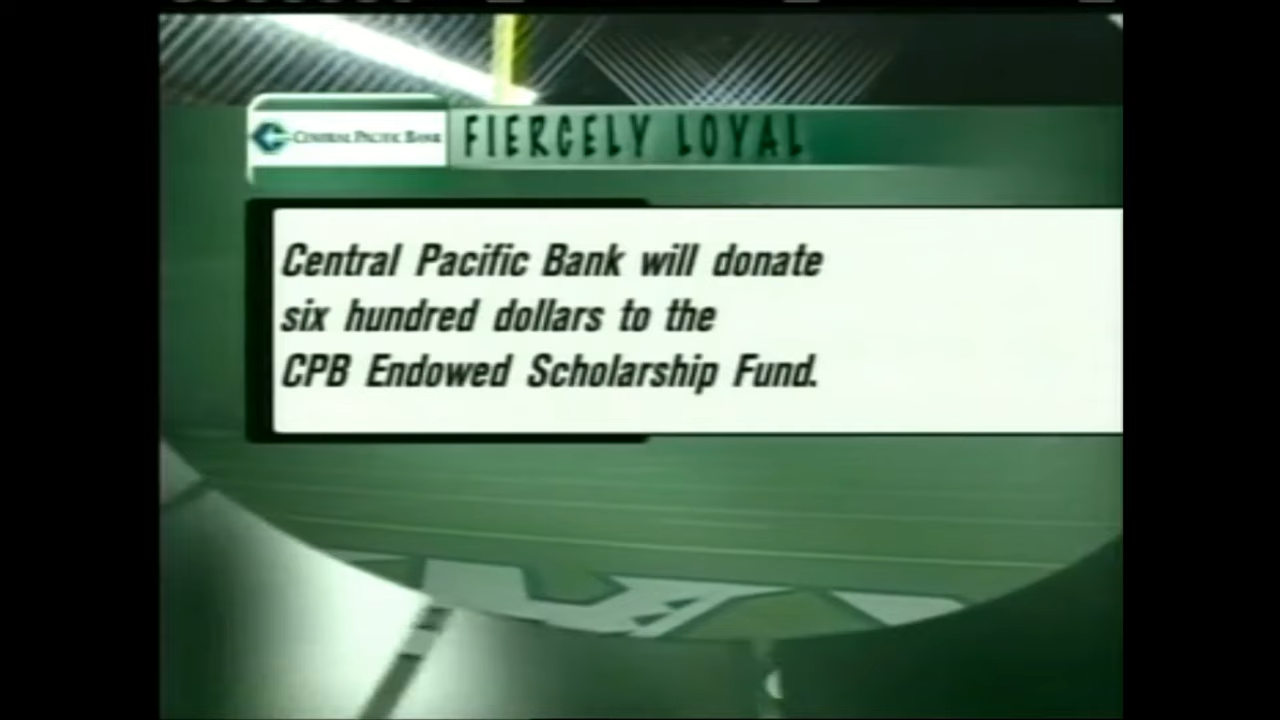 CENTRAL PACIFIC BANK
FIERCELY LOYAL
Central Pacific Bank will donate
six hundred dollars to the
CPB Endowed Scholarship Fund.